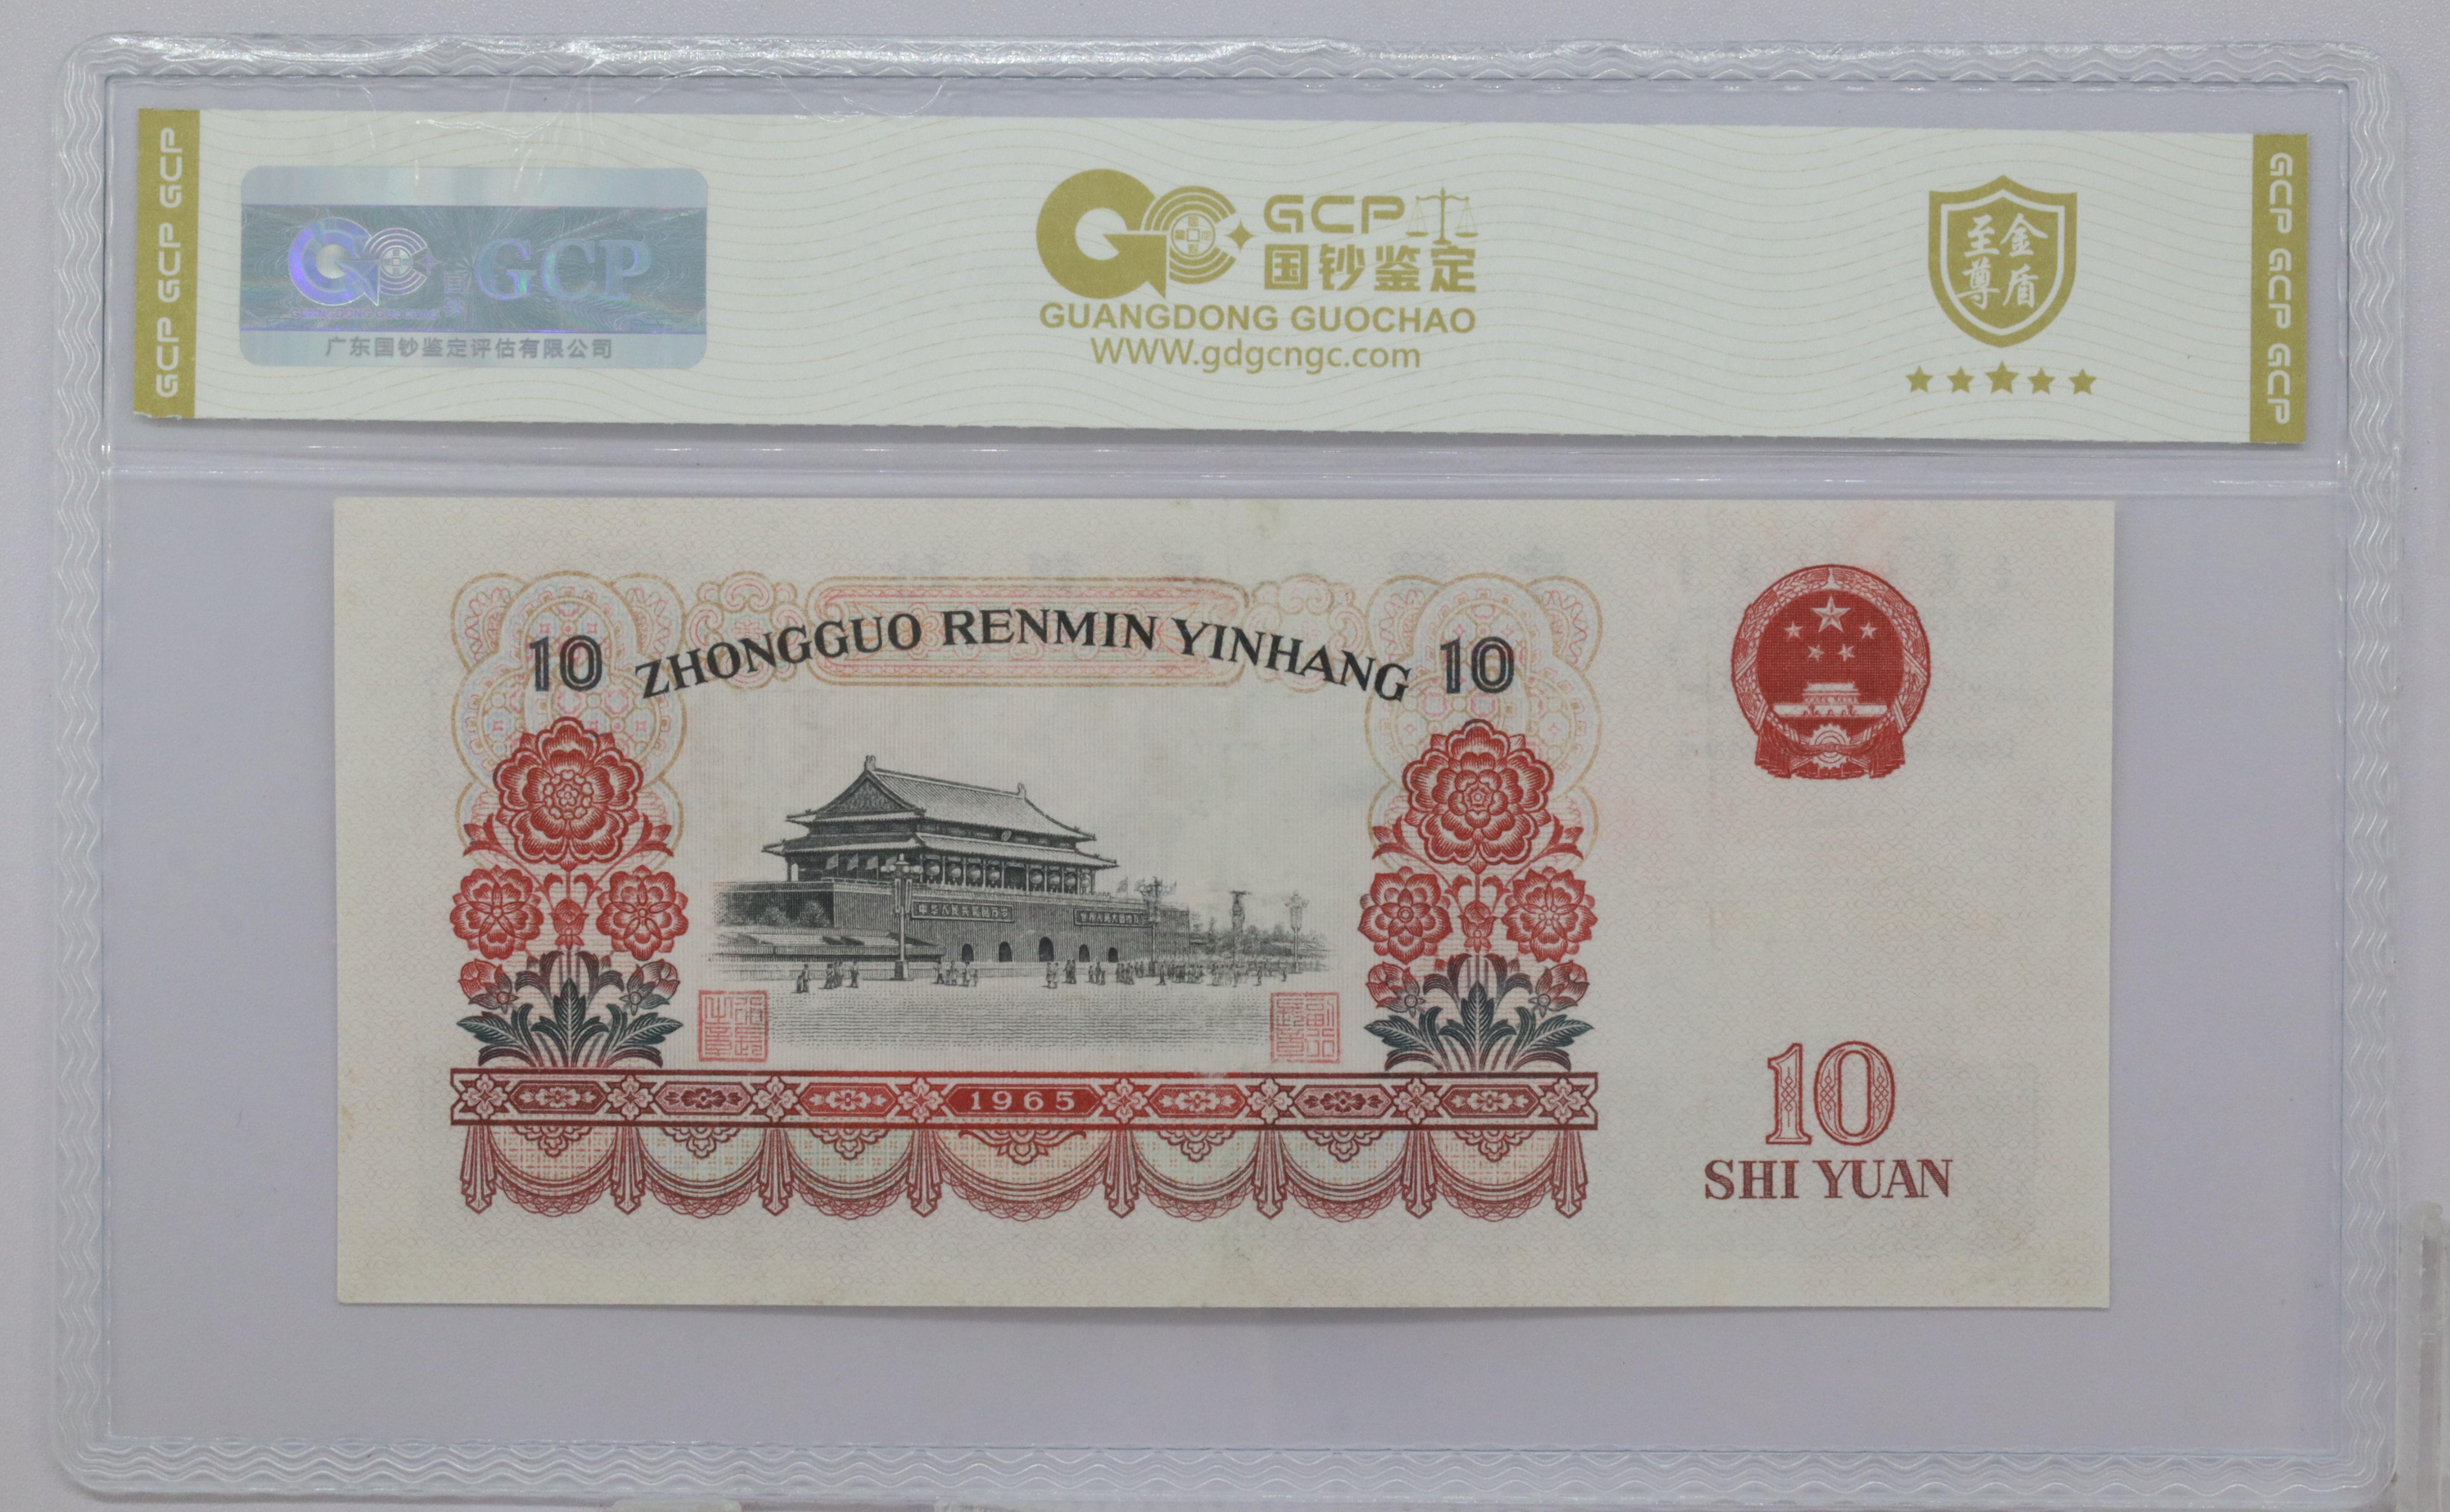 GCP GCP GCP
GCP
广东国钞鉴定评估有限公司
GCP
国钞鉴定
GUANGDONG GUOCHAO
WWW.gdgcngc.com
至尊
金盾
GCP GCP GCP
10 ZHONGGUO RENMIN YINHANG 10
1965
10
SHI YUAN